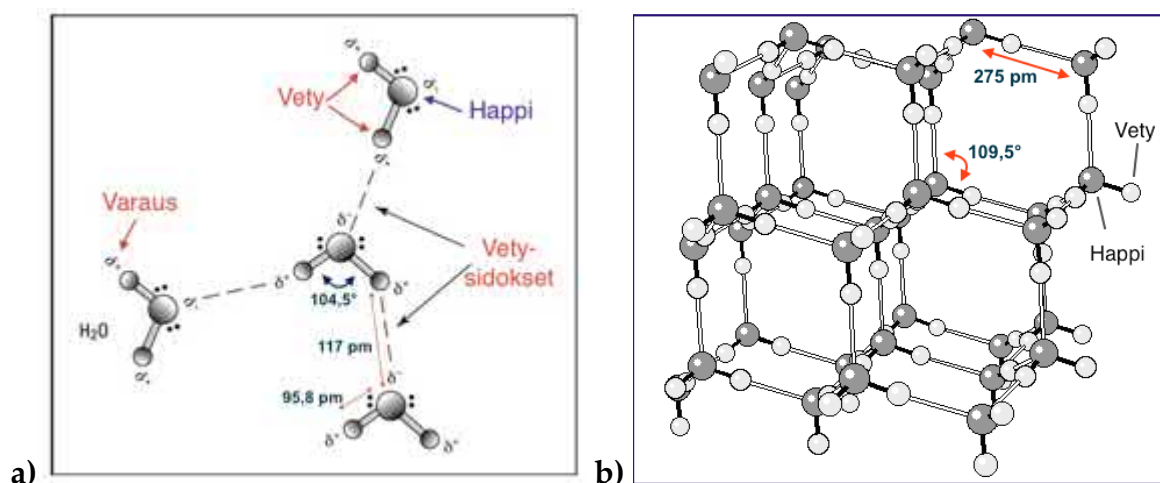 Vety
Happi
Varaus
Vety-
sidokset
δ⁻
δ⁺
δ⁺
104,5°
H₂O
117 pm
δ⁻
95,8 pm
δ⁺
δ⁺
a)
275 pm
Vety
109,5°
Happi
b)